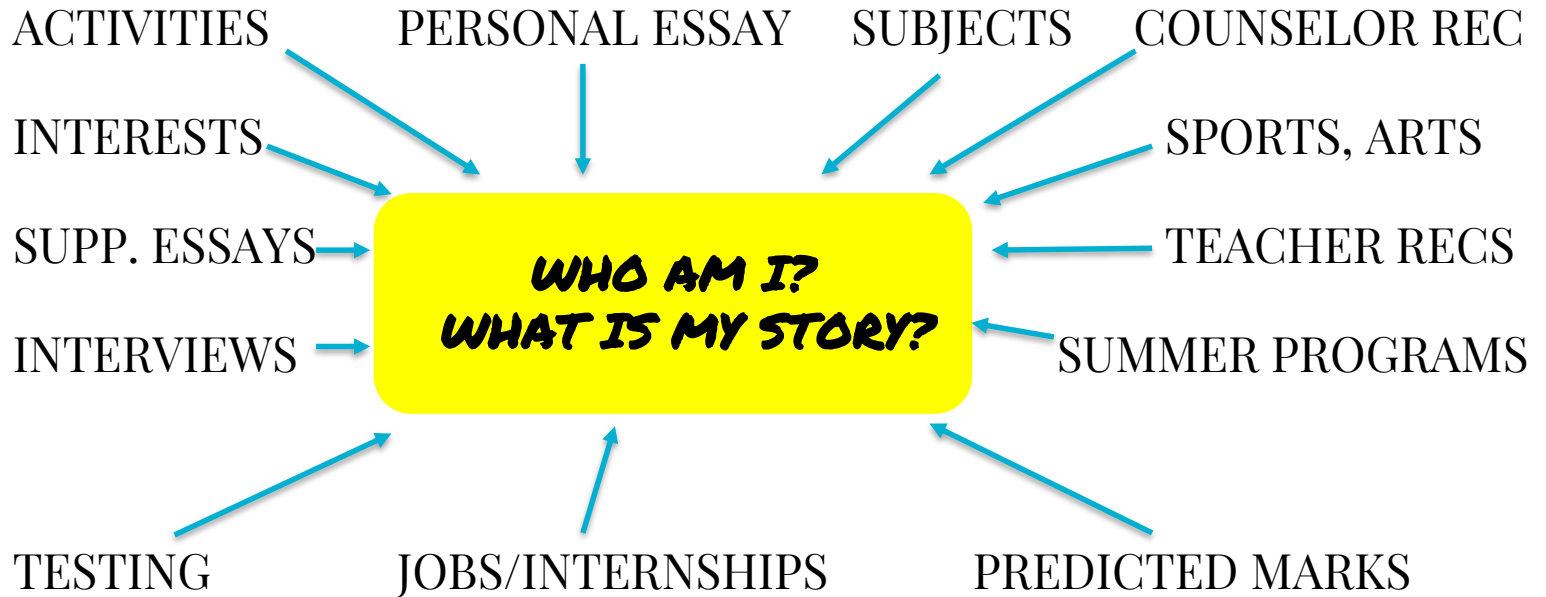 ACTIVITIES PERSONAL ESSAY SUBJECTS COUNSELOR REC
INTERESTS SPORTS, ARTS
SUPP. ESSAYS TEACHER RECS
WHO AM I?
WHAT IS MY STORY?
INTERVIEWS SUMMER PROGRAMS
TESTING JOBS/INTERNSHIPS PREDICTED MARKS